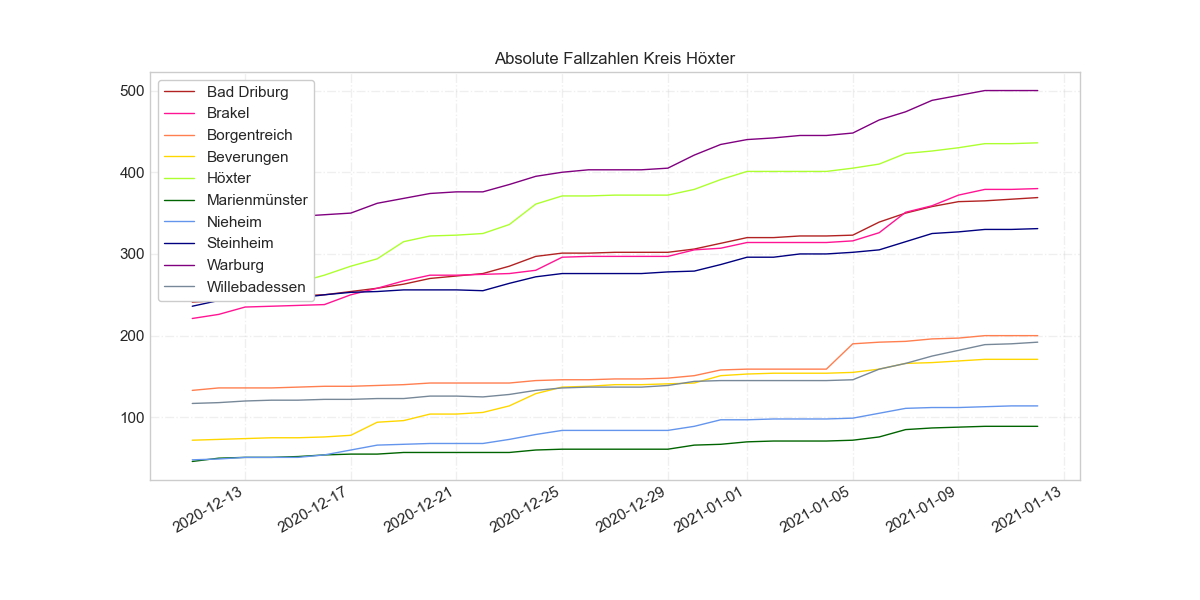 Absolute Fallzahlen Kreis Höxter
500
400
300
200
100
Bad Driburg
Brakel
Borgentreich
Beverungen
Höxter
Marienmünster
Nieheim
Steinheim
Warburg
Willebadessen
2020-12-13
2020-12-17
2020-12-21
2020-12-25
2020-12-29
2021-01-01
2021-01-05
2021-01-09
2021-01-13